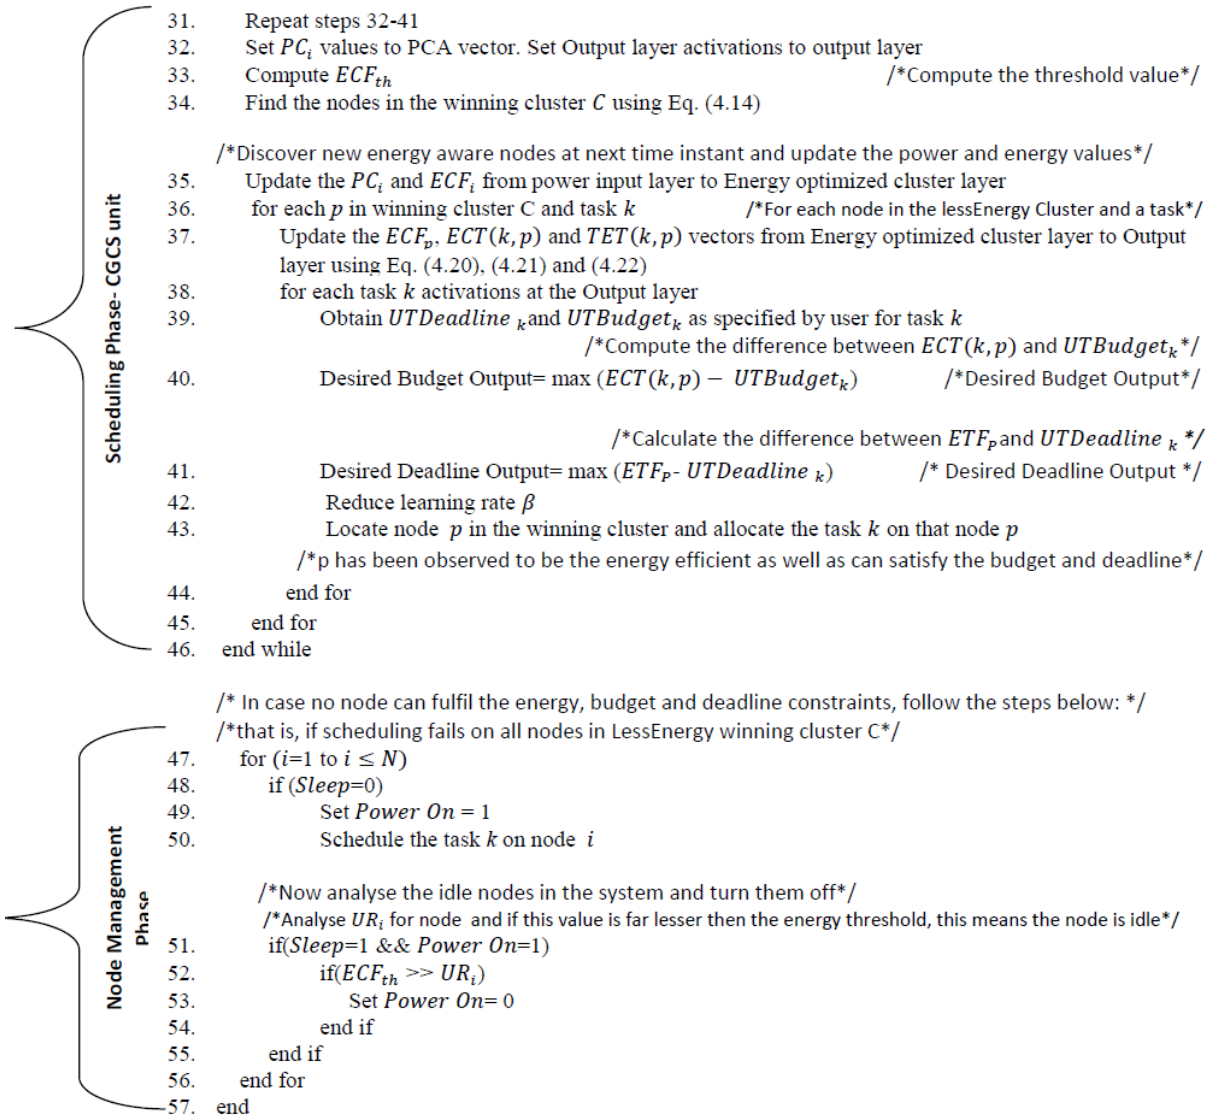 31. Repeat steps 32-41
32. Set PC_i values to PCA vector. Set Output layer activations to output layer
33. Compute ECF_th /*Compute the threshold value*/
34. Find the nodes in the winning cluster C using Eq. (4.14)
/*Discover new energy aware nodes at next time instant and update the power and energy values*/
35. Update the PC_i and ECF_i from power input layer to Energy optimized cluster layer
36. for each p in winning cluster C and task k /*For each node in the lessEnergy Cluster and a task*/
37. Update the ECF_p, ECT(k,p) and TET(k,p) vectors from Energy optimized cluster layer to Output
layer using Eq. (4.20), (4.21) and (4.22)
38. for each task k activations at the Output layer
39. Obtain UTDeadline_k and UTBudget_k as specified by user for task k
/*Compute the difference between ECT(k,p) and UTBudget_k*/
40. Desired Budget Output= max (ECT(k,p) − UTBudget_k) /*Desired Budget Output*/
/*Calculate the difference between ETF_P and UTDeadline_k */
41. Desired Deadline Output= max (ETF_P- UTDeadline_k) /* Desired Deadline Output */
42. Reduce learning rate β
43. Locate node p in the winning cluster and allocate the task k on that node p
/*p has been observed to be the energy efficient as well as can satisfy the budget and deadline*/
44. end for
45. end for
46. end while
Scheduling Phase- CGCS unit
/* In case no node can fulfil the energy, budget and deadline constraints, follow the steps below: */
/*that is, if scheduling fails on all nodes in LessEnergy winning cluster C*/
47. for (i=1 to i ≤ N)
48. if (Sleep=0)
49. Set Power On = 1
50. Schedule the task k on node i
/*Now analyse the idle nodes in the system and turn them off*/
/*Analyse UR_i for node and if this value is far lesser then the energy threshold, this means the node is idle*/
51. if(Sleep=1 && Power On=1)
52. if(ECF_th >> UR_i)
53. Set Power On= 0
54. end if
55. end if
56. end for
57. end
Node Management
Phase